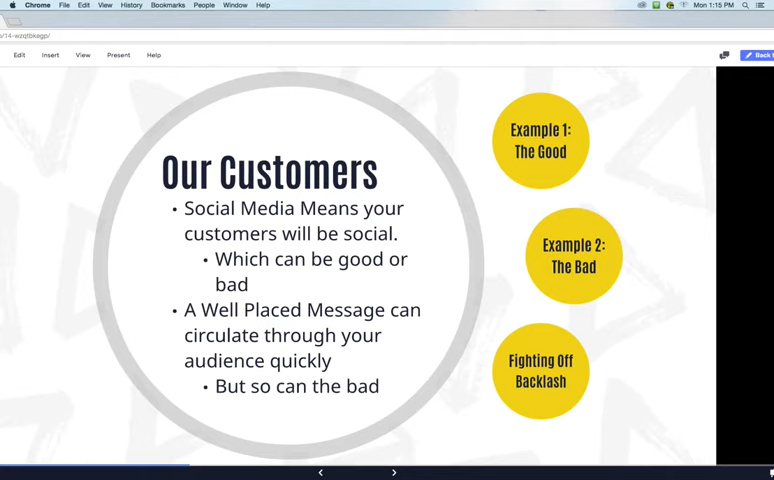 Chrome File Edit View History Bookmarks People Window Help Mon 1:15 PM
/14-wzqtbkegp/
Edit Insert View Present Help Back
Our Customers
• Social Media Means your
customers will be social.
• Which can be good or
bad
• A Well Placed Message can
circulate through your
audience quickly
• But so can the bad
Example 1:
The Good
Example 2:
The Bad
Fighting Off
Backlash